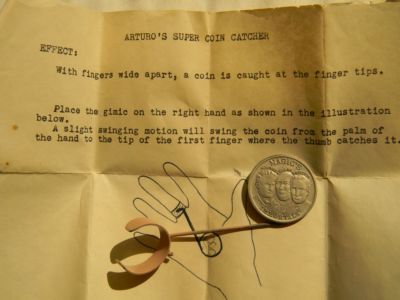 ARTURO'S SUPER COIN CATCHER
EFFECT:
With fingers wide apart, a coin is caught at the finger tips.
Place the gimic on the right hand as shown in the illustration
below.
A slight swinging motion will swing the coin from the palm of
the hand to the tip of the first finger where the thumb catches it.